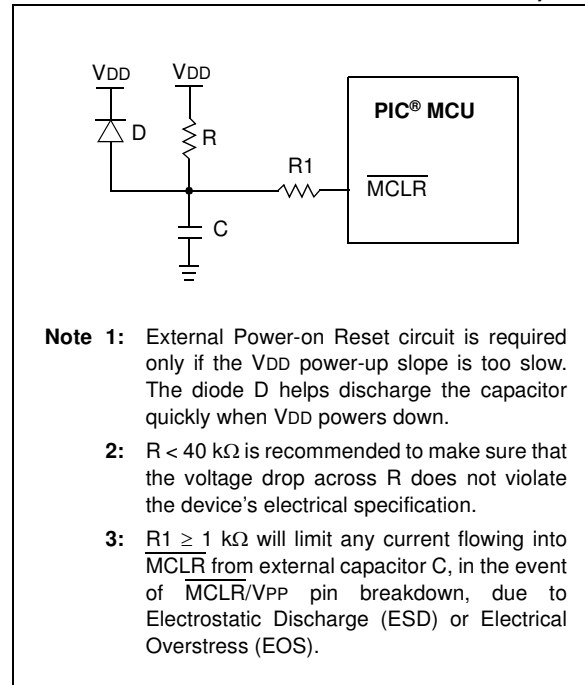 VDD VDD
D R
R1
C
PIC® MCU
MCLR
Note 1: External Power-on Reset circuit is required
only if the VDD power-up slope is too slow.
The diode D helps discharge the capacitor
quickly when VDD powers down.
2: R < 40 kΩ is recommended to make sure that
the voltage drop across R does not violate
the device's electrical specification.
3: R1 ≥ 1 kΩ will limit any current flowing into
MCLR from external capacitor C, in the event
of MCLR/VPP pin breakdown, due to
Electrostatic Discharge (ESD) or Electrical
Overstress (EOS).